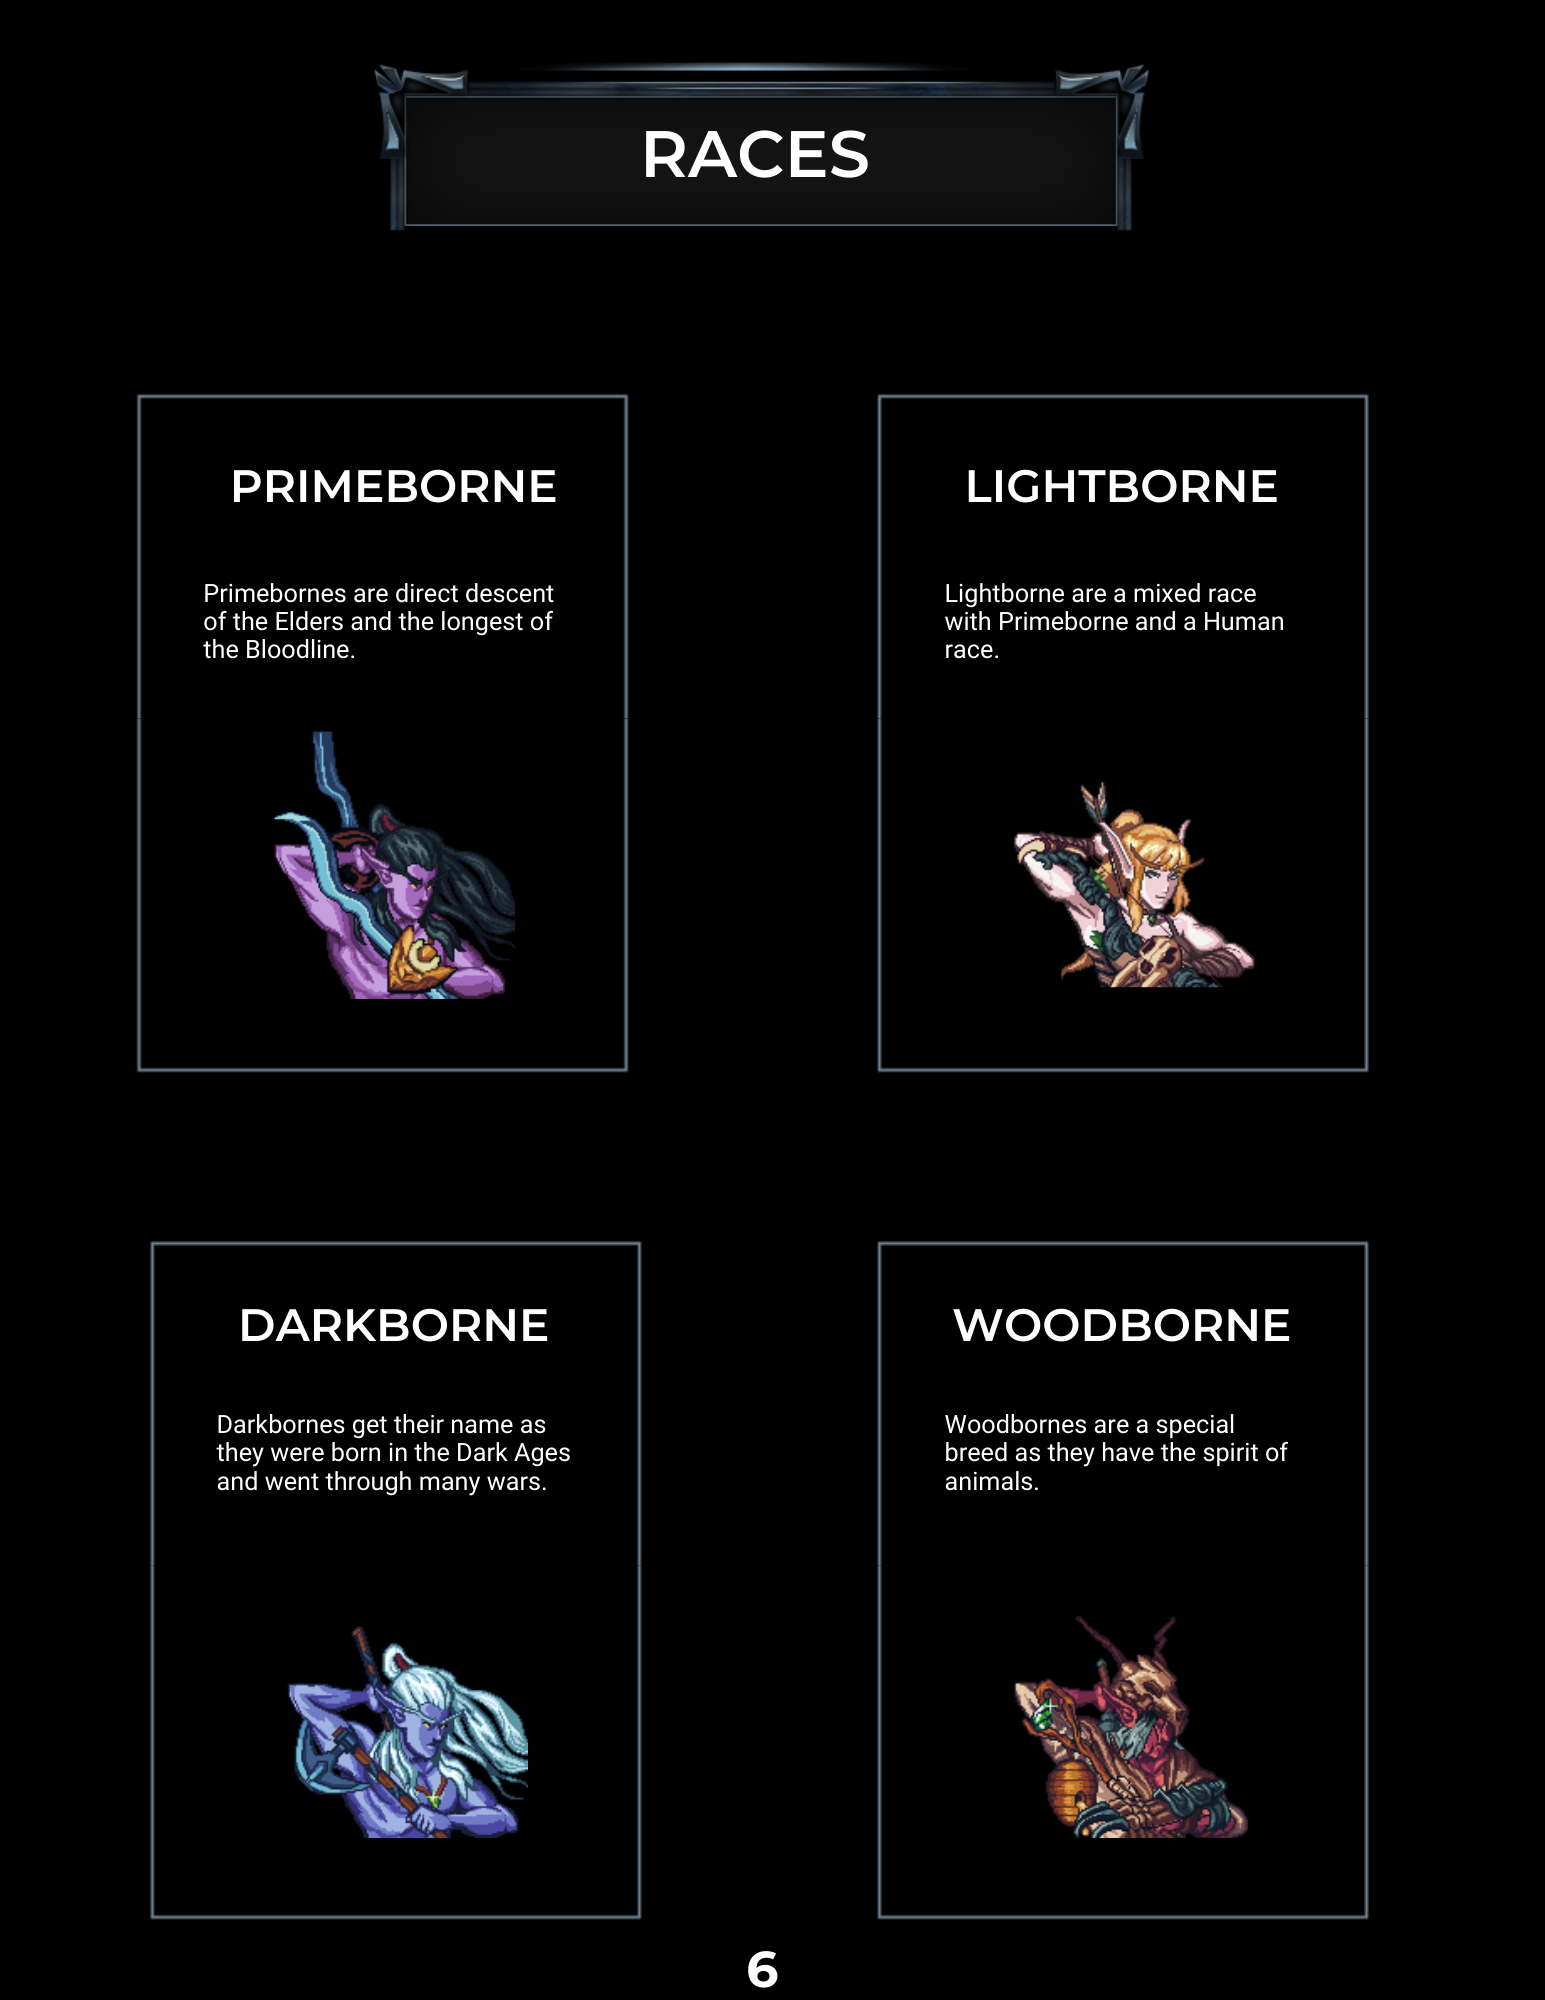 RACES
PRIMEBORNE
Primebornes are direct descent
of the Elders and the longest of
the Bloodline.
LIGHTBORNE
Lightborne are a mixed race
with Primeborne and a Human
race.
DARKBORNE
Darkbornes get their name as
they were born in the Dark Ages
and went through many wars.
WOODBORNE
Woodbornes are a special
breed as they have the spirit of
animals.
6